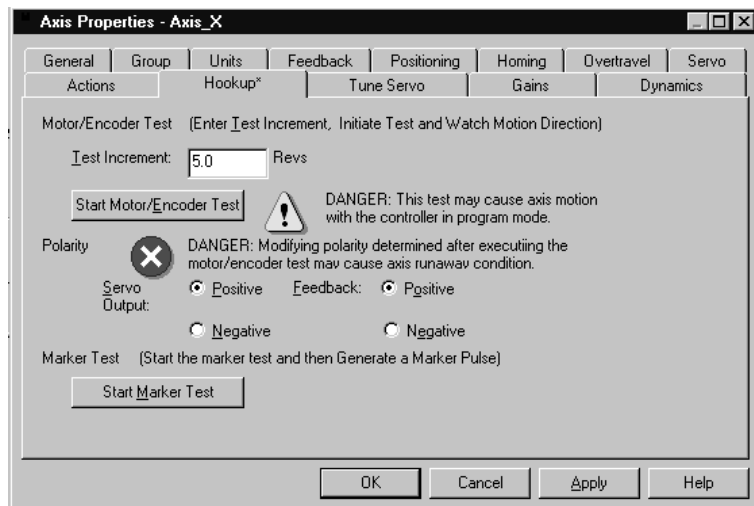 Axis Properties - Axis_X
General Group Units Feedback Positioning Homing Overtravel Servo
Actions Hookup* Tune Servo Gains Dynamics
Motor/Encoder Test (Enter Test Increment, Initiate Test and Watch Motion Direction)
Test Increment: 5.0 Revs
Start Motor/Encoder Test
DANGER: This test may cause axis motion
with the controller in program mode.
Polarity
DANGER: Modifying polarity determined after executiing the
motor/encoder test may cause axis runaway condition.
Servo
Output:
Positive
Negative
Feedback:
Positive
Negative
Marker Test (Start the marker test and then Generate a Marker Pulse)
Start Marker Test
OK Cancel Apply Help